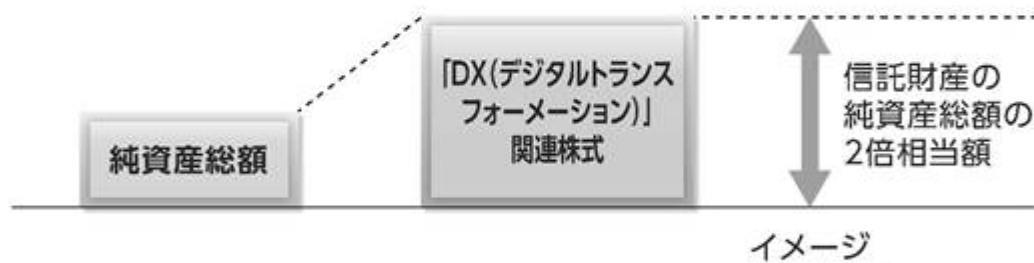 純資産総額
「DX(デジタルトランス
フォーメーション)」
関連株式
信託財産の
純資産総額の
2倍相当額
イメージ